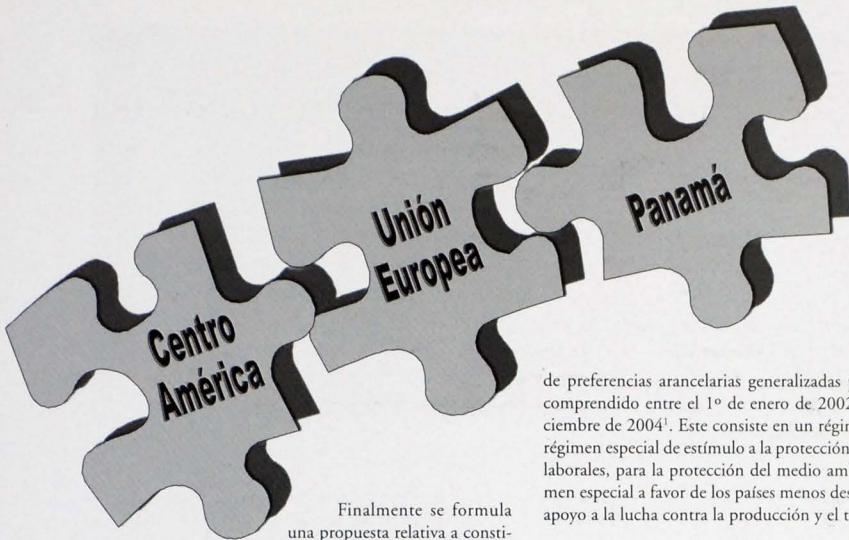 Centro
América
Unión
Europea
Panamá
Finalmente se formula
una propuesta relativa a consti-
de preferencias arancelarias generalizadas
comprendido entre el 1º de enero de 2002
ciembre de 2004¹. Este consiste en un régim
régimen especial de estímulo a la protección
laborales, para la protección del medio am
men especial a favor de los países menos des
apoyo a la lucha contra la producción y el t